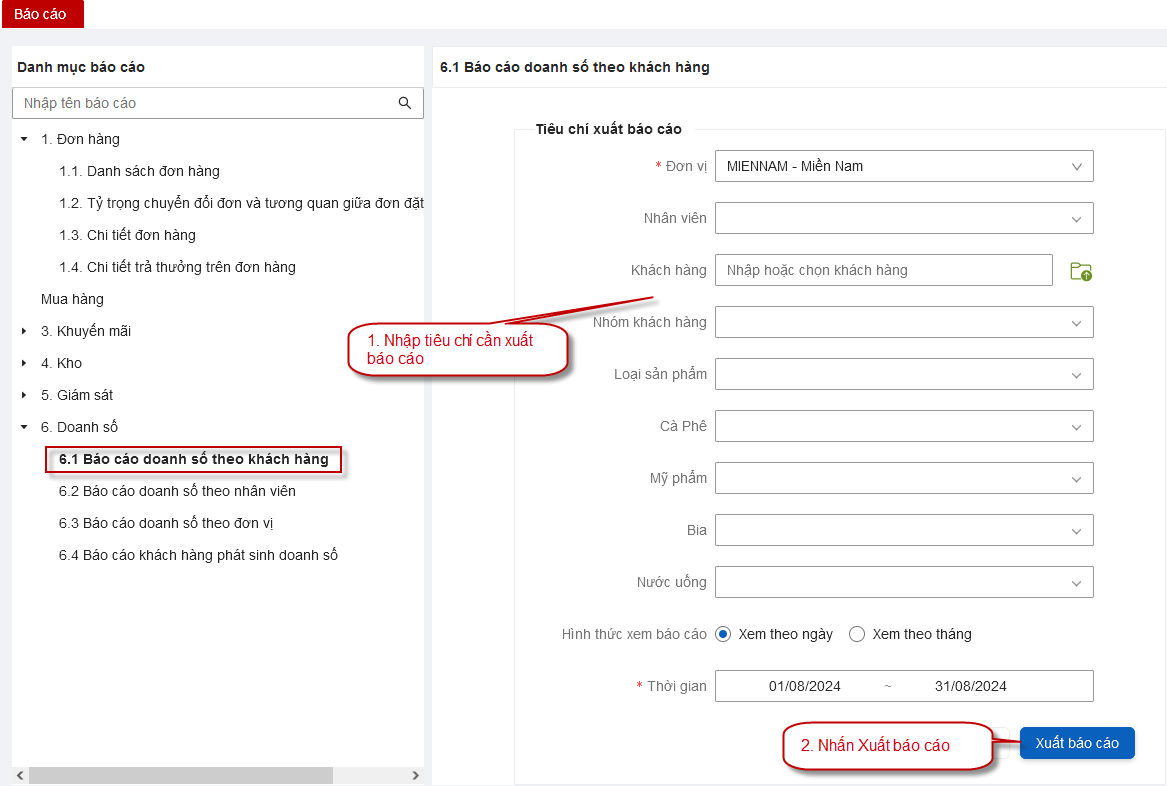 Báo cáo
Danh mục báo cáo
Nhập tên báo cáo
1. Đơn hàng
1.1. Danh sách đơn hàng
1.2. Tỷ trọng chuyển đổi đơn và tương quan giữa đơn đặt
1.3. Chi tiết đơn hàng
1.4. Chi tiết trả thưởng trên đơn hàng
Mua hàng
3. Khuyến mãi
4. Kho
5. Giám sát
6. Doanh số
6.1 Báo cáo doanh số theo khách hàng
6.2 Báo cáo doanh số theo nhân viên
6.3 Báo cáo doanh số theo đơn vị
6.4 Báo cáo khách hàng phát sinh doanh số
6.1 Báo cáo doanh số theo khách hàng
Tiêu chí xuất báo cáo
* Đơn vị MIENNAM - Miền Nam
Nhân viên
Khách hàng Nhập hoặc chọn khách hàng
1. Nhập tiêu chí cần xuất
báo cáo
Nhóm khách hàng
Loại sản phẩm
Cà Phê
Mỹ phẩm
Bia
Nước uống
Hình thức xem báo cáo Xem theo ngày Xem theo tháng
* Thời gian 01/08/2024 ~ 31/08/2024
2. Nhấn Xuất báo cáo
Xuất báo cáo